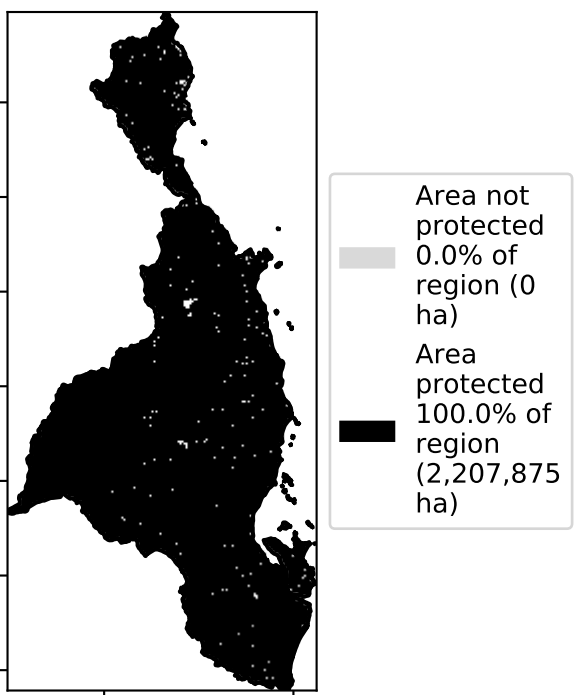 Area not
protected
0.0% of
region (0
ha)
Area
protected
100.0% of
region
(2,207,875
ha)